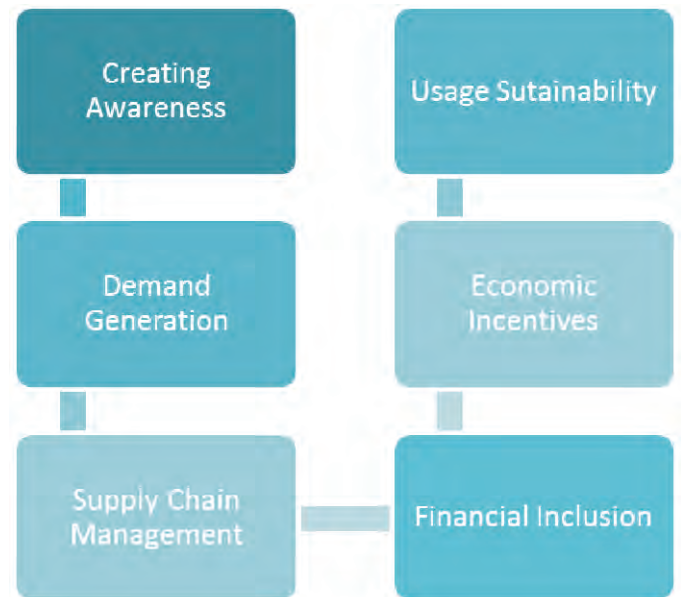 Creating
Awareness
Demand
Generation
Supply Chain
Management
Financial Inclusion
Economic
Incentives
Usage Sutainability